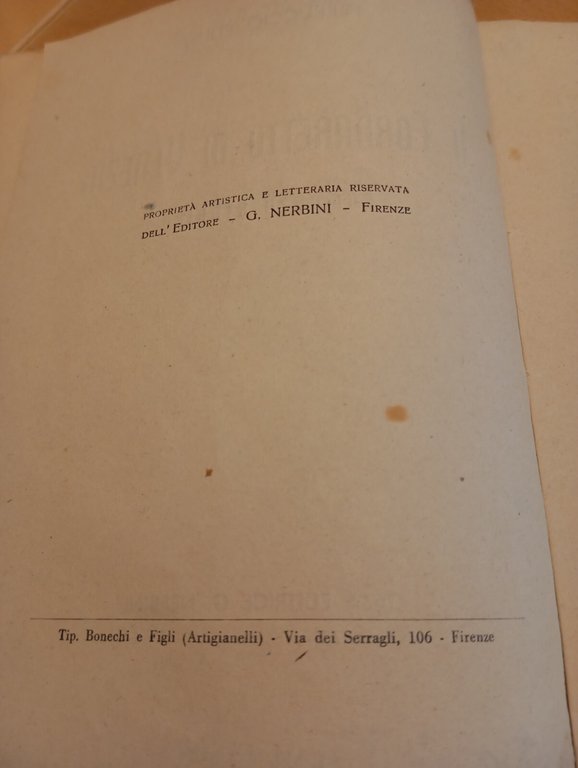 PROPRIETÀ ARTISTICA E LETTERARIA RISERVATA
DELL' EDITORE – G. NERBINI – FIRENZE
Tip. Bonechi e Figli (Artigianelli) - Via dei Serragli, 106 - Firenze